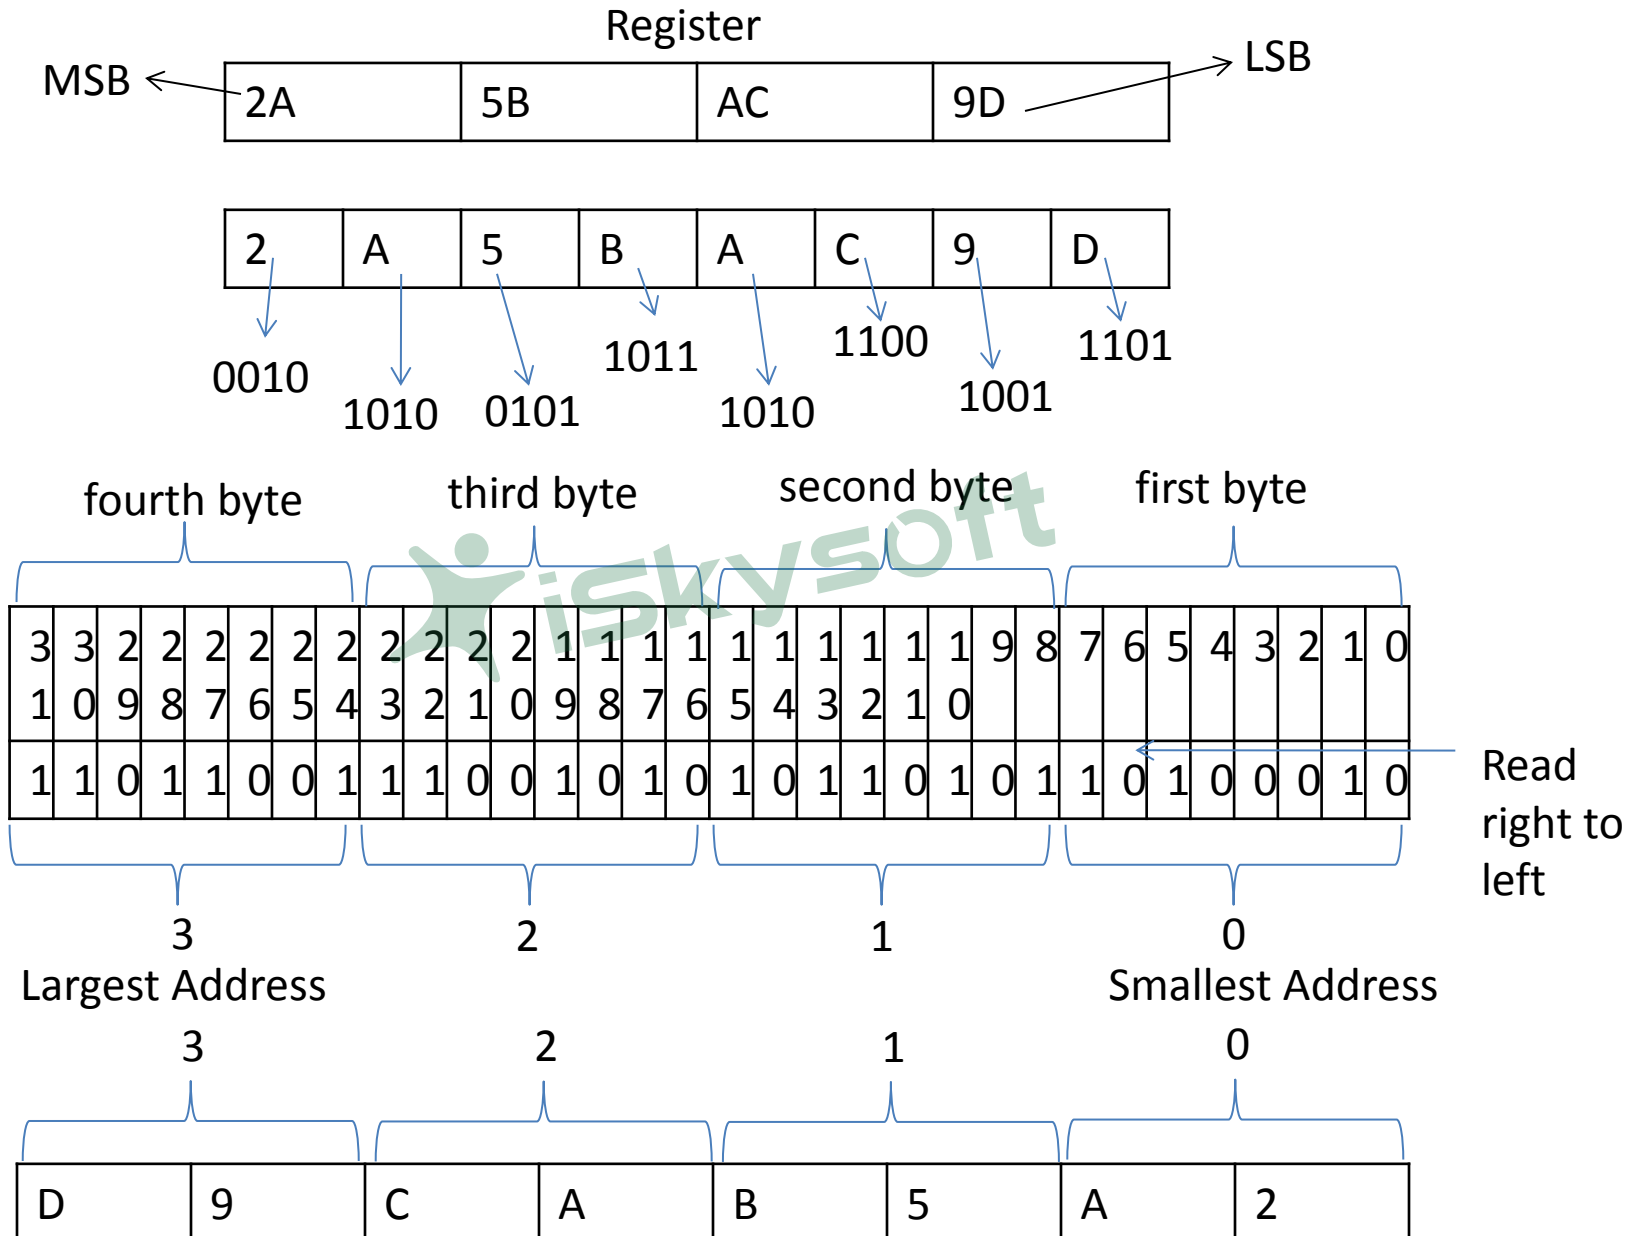 Register
MSB
LSB
2A 5B AC 9D
2 A 5 B A C 9 D
0010 1010 0101 1011 1010 1100 1001 1101
fourth byte third byte second byte first byte
iSkysoft
3 3 2 2 2 2 2 2 2 2 2 2 1 1 1 1 1 1 1 1 1 1 9 8 7 6 5 4 3 2 1 0
1 0 9 8 7 6 5 4 3 2 1 0 9 8 7 6 5 4 3 2 1 0
1 1 0 1 1 0 0 1 1 1 0 0 1 0 1 0 1 0 1 1 0 1 0 1 1 0 1 0 0 0 1 0
Read
right to
left
3 2 1 0
Largest Address Smallest Address
3 2 1 0
D 9 C A B 5 A 2